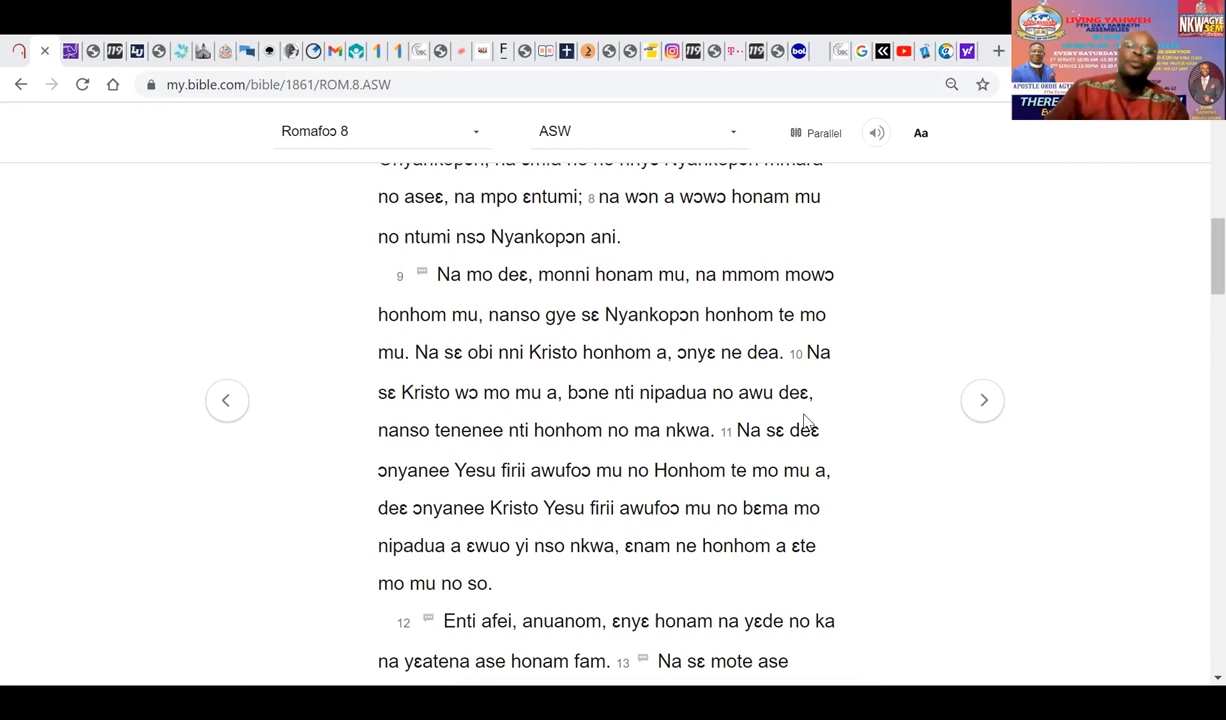 LIVING YAHWEH
7TH DAY SABBATH
ASSEMBLIES
my.bible.com/bible/1861/ROM.8.ASW
Romafoɔ 8
ASW
Parallel
Aa
no aseɛ, na mpo ɛntumi; 8 na wɔn a wɔwɔ honam mu
no ntumi nsɔ Nyankopɔn ani.
9 Na mo deɛ, monni honam mu, na mmom mowɔ
honhom mu, nanso gye sɛ Nyankopɔn honhom te mo
mu. Na sɛ obi nni Kristo honhom a, ɔnyɛ ne dea. 10 Na
sɛ Kristo wɔ mo mu a, bɔne nti nipadua no awu deɛ,
nanso tenenee nti honhom no ma nkwa. 11 Na sɛ deɛ
ɔnyanee Yesu firii awufoɔ mu no Honhom te mo mu a,
deɛ ɔnyanee Kristo Yesu firii awufoɔ mu no bɛma mo
nipadua a ɛwuo yi nso nkwa, ɛnam ne honhom a ɛte
mo mu no so.
12 Enti afei, anuanom, ɛnyɛ honam na yɛde no ka
na yɛatena ase honam fam. 13 Na sɛ mote ase